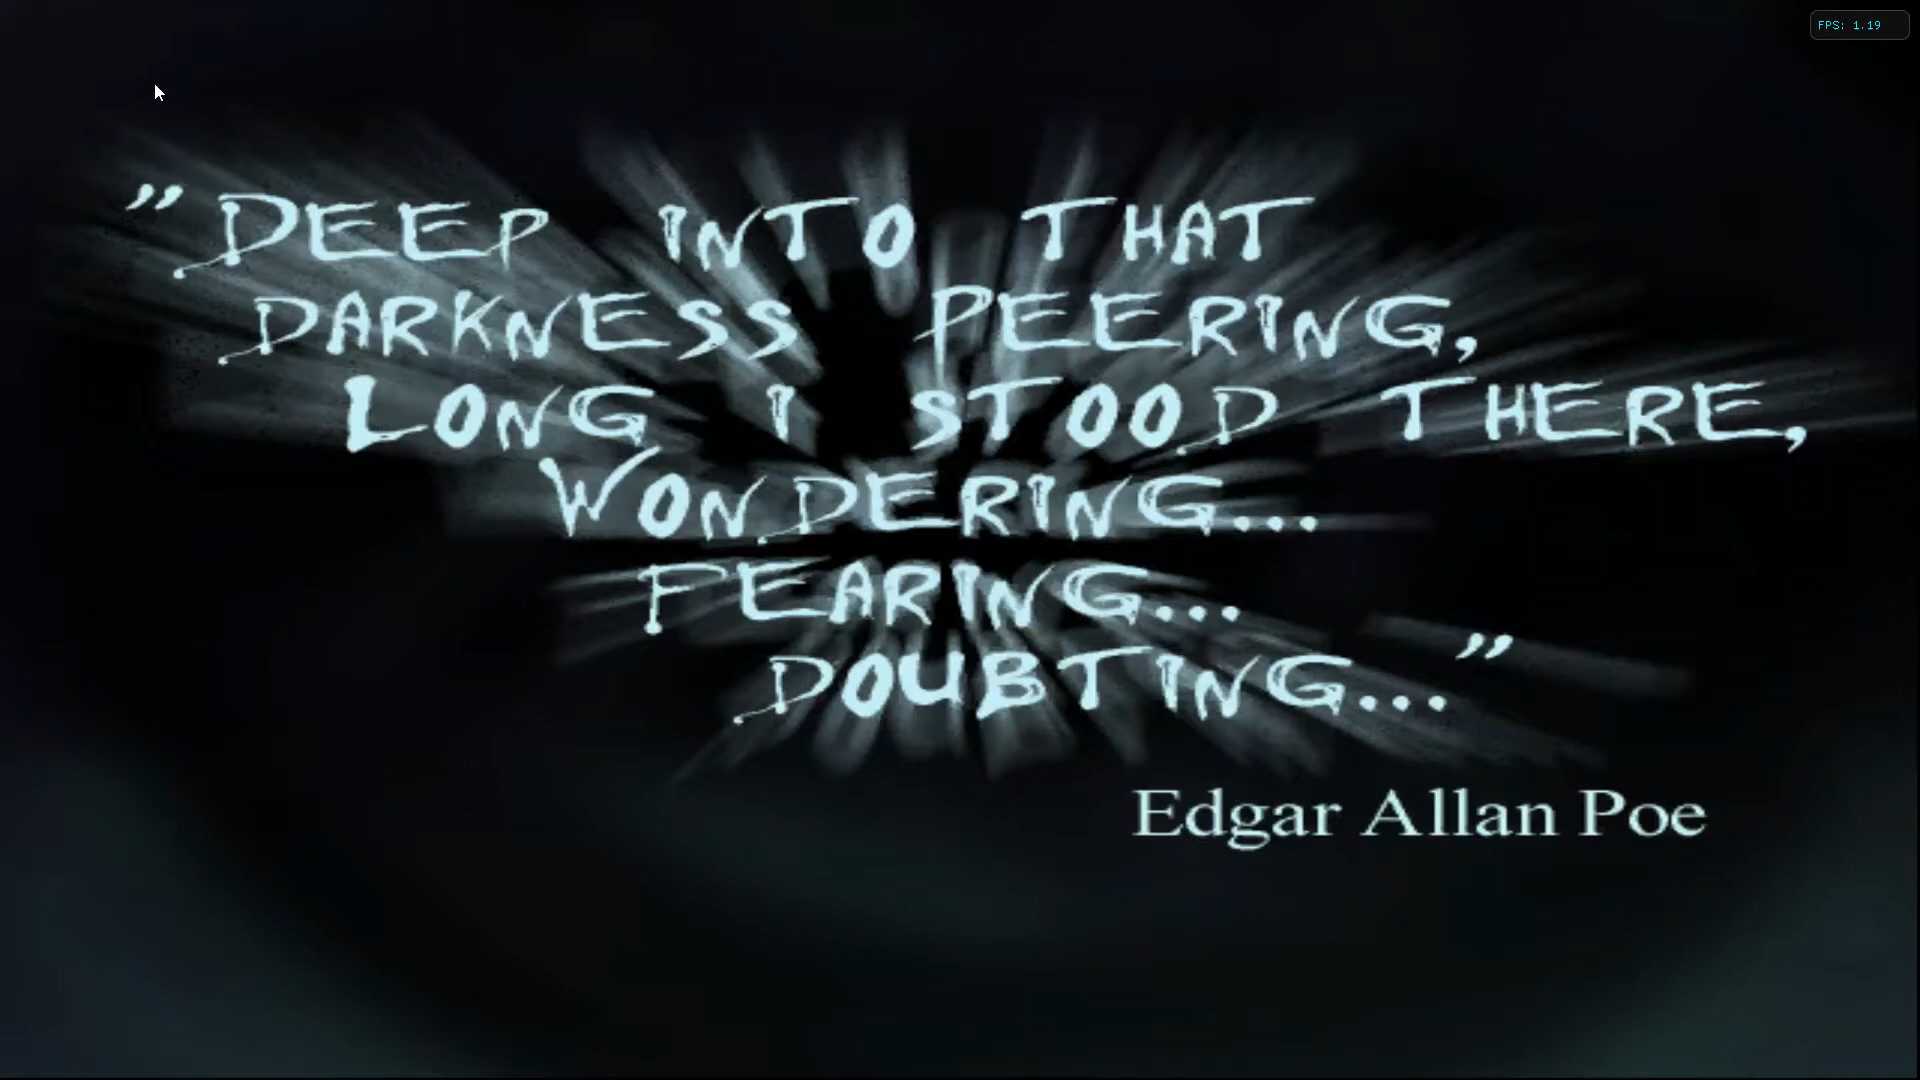 FPS: 1.19
”DEEP INTO THAT
DARKNESS PEERING,
LONG I STOOD THERE,
WONDERING...
FEARING...
DOUBTING...”
Edgar Allan Poe